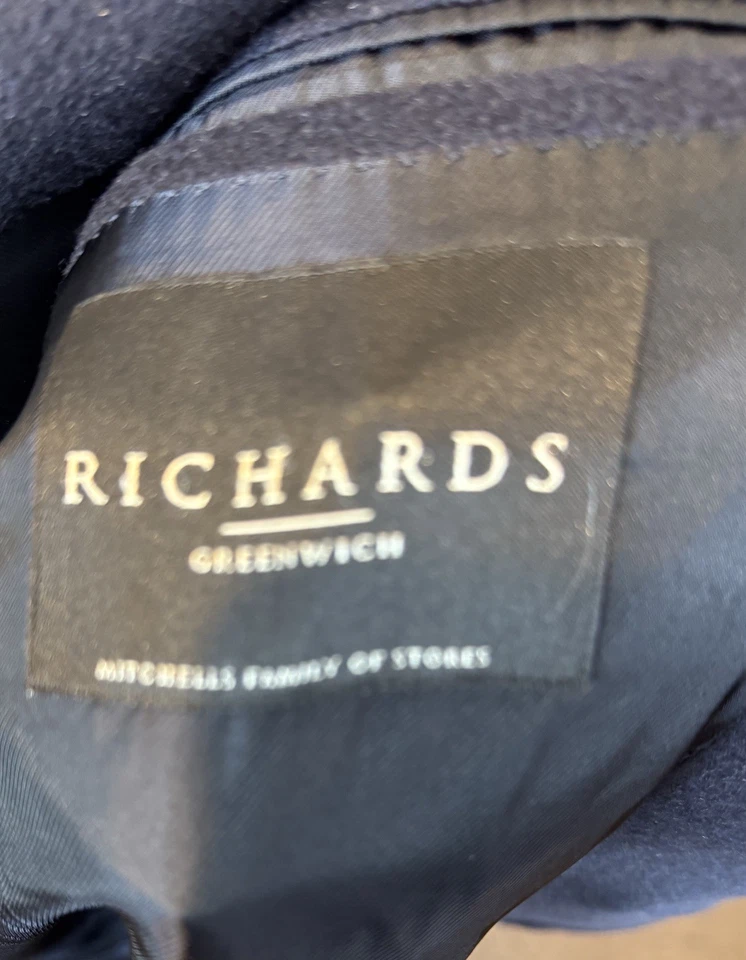 RICHARDS
GREENWICH
MITCHELLS FAMILY OF STORES